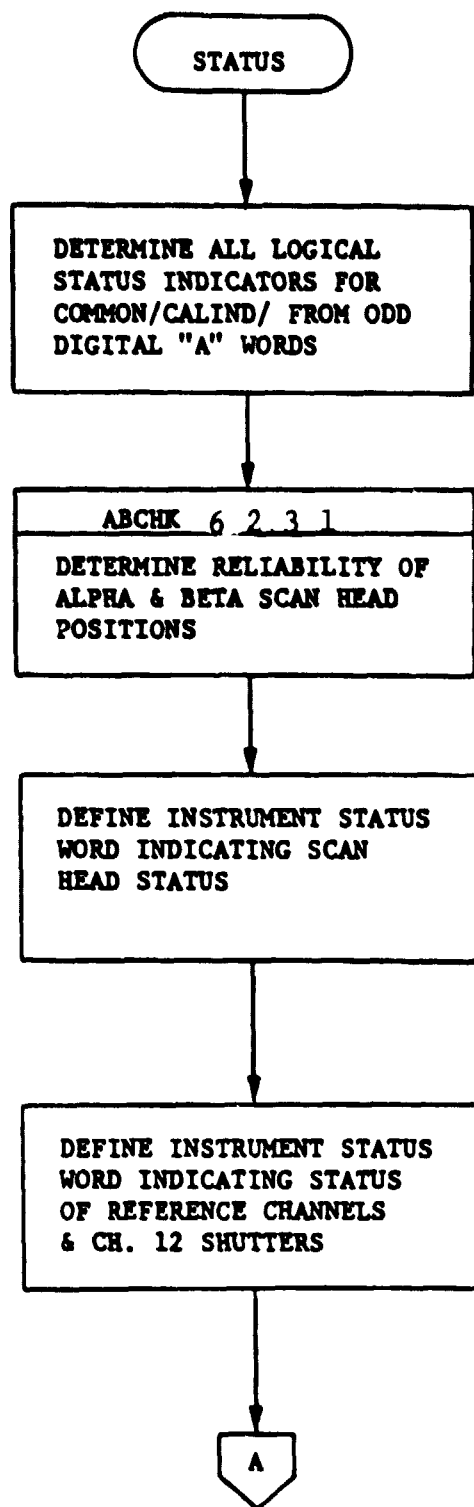 STATUS
DETERMINE ALL LOGICAL
STATUS INDICATORS FOR
COMMON/CALIND/ FROM ODD
DIGITAL "A" WORDS
ABCHK 6 2.3 1
DETERMINE RELIABILITY OF
ALPHA & BETA SCAN HEAD
POSITIONS
DEFINE INSTRUMENT STATUS
WORD INDICATING SCAN
HEAD STATUS
DEFINE INSTRUMENT STATUS
WORD INDICATING STATUS
OF REFERENCE CHANNELS
& CH. 12 SHUTTERS
A